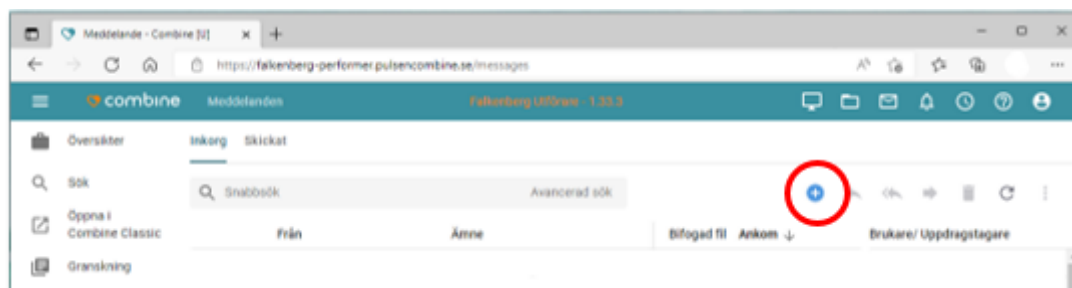 Meddelande - Combine [U]
https://falkenberg-performer.pulsencombine.se/messages
combine Meddelanden Falkenberg Utförare - 1.33.3
Översikter Inkorg Skickat
Sök Snabbsök Avancerad sök
Öppna i
Combine Classic
Från Ämne Bifogad fil Ankom Brukare/ Uppdragstagare
Granskning